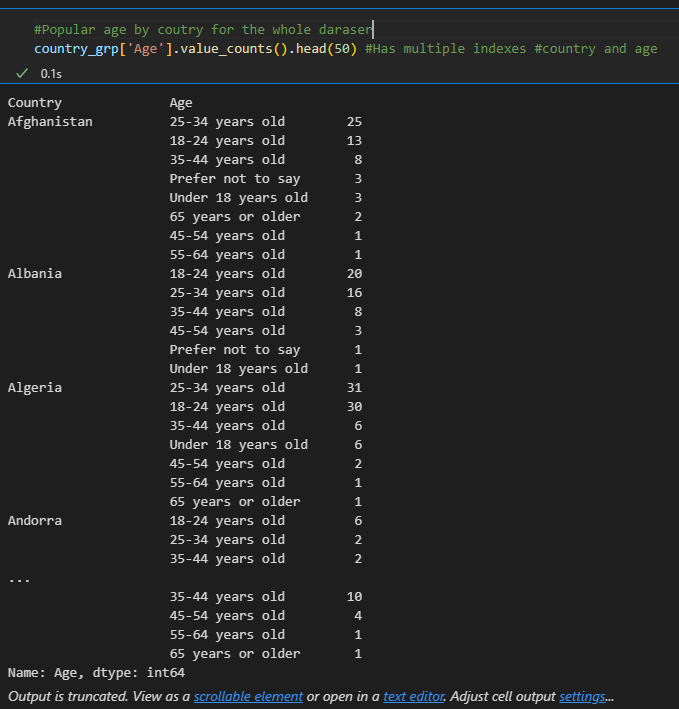 #Popular age by coutry for the whole daraser
country_grp['Age'].value_counts().head(50) #Has multiple indexes #country and age
✓ 0.1s
Country Age
Afghanistan 25-34 years old 25
18-24 years old 13
35-44 years old 8
Prefer not to say 3
Under 18 years old 3
65 years or older 2
45-54 years old 1
55-64 years old 1
Albania 18-24 years old 20
25-34 years old 16
35-44 years old 8
45-54 years old 3
Prefer not to say 1
Under 18 years old 1
Algeria 25-34 years old 31
18-24 years old 30
35-44 years old 6
Under 18 years old 6
45-54 years old 2
55-64 years old 1
65 years or older 1
Andorra 18-24 years old 6
25-34 years old 2
35-44 years old 2
...
35-44 years old 10
45-54 years old 4
55-64 years old 1
65 years or older 1
Name: Age, dtype: int64
Output is truncated. View as a scrollable element or open in a text editor. Adjust cell output settings...